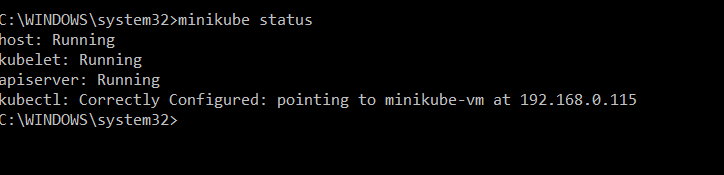 C:\WINDOWS\system32>minikube status
host: Running
kubelet: Running
apiserver: Running
kubectl: Correctly Configured: pointing to minikube-vm at 192.168.0.115
C:\WINDOWS\system32>